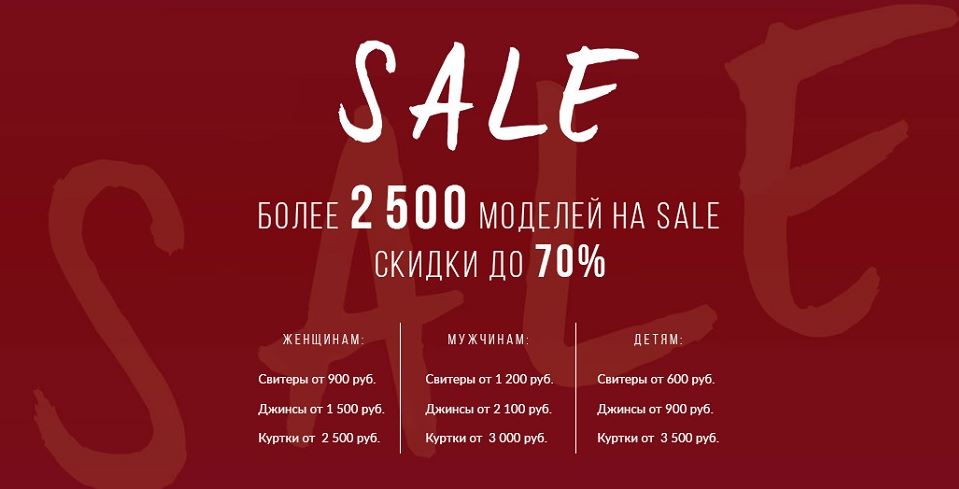 SALE
БОЛЕЕ 2 500 МОДЕЛЕЙ НА SALE
СКИДКИ ДО 70%
ЖЕНЩИНАМ:
Свитеры от 900 руб.
Джинсы от 1 500 руб.
Куртки от 2 500 руб.
МУЖЧИНАМ:
Свитеры от 1 200 руб.
Джинсы от 2 100 руб.
Куртки от 3 000 руб.
ДЕТЯМ:
Свитеры от 600 руб.
Джинсы от 900 руб.
Куртки от 3 500 руб.
SALE